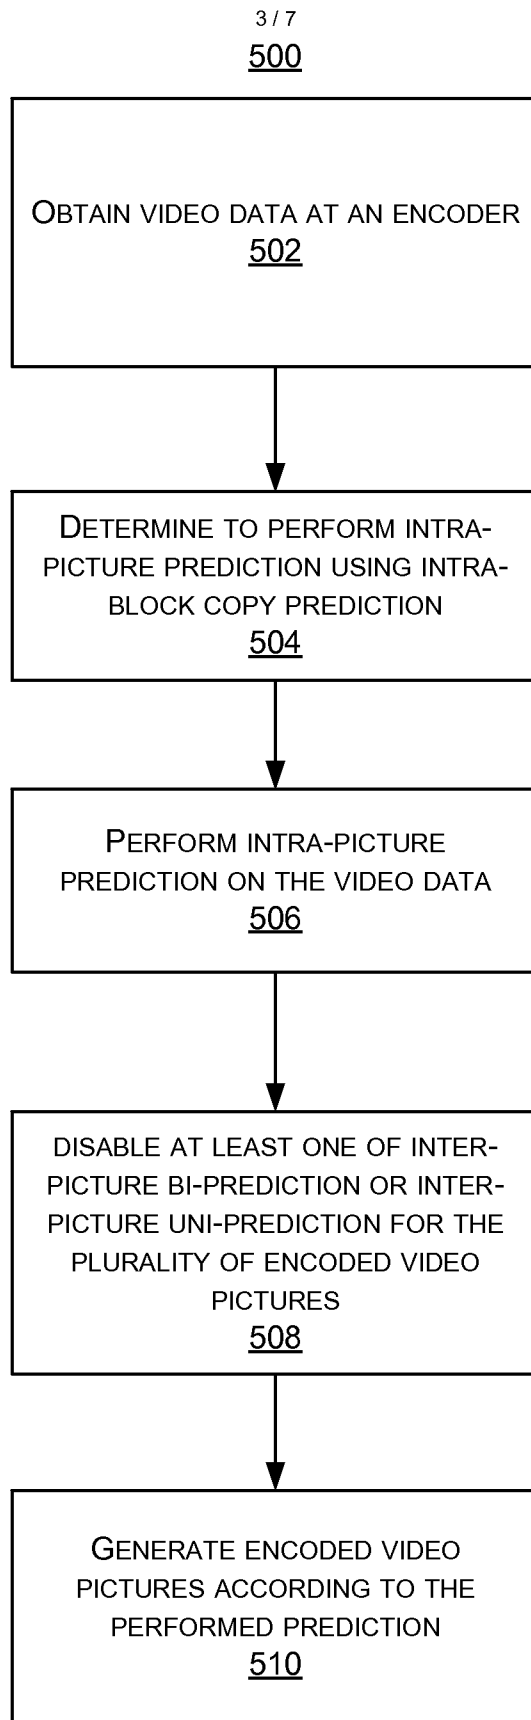 3 / 7
500
OBTAIN VIDEO DATA AT AN ENCODER
502
DETERMINE TO PERFORM INTRA-
PICTURE PREDICTION USING INTRA-
BLOCK COPY PREDICTION
504
PERFORM INTRA-PICTURE
PREDICTION ON THE VIDEO DATA
506
DISABLE AT LEAST ONE OF INTER-
PICTURE BI-PREDICTION OR INTER-
PICTURE UNI-PREDICTION FOR THE
PLURALITY OF ENCODED VIDEO
PICTURES
508
GENERATE ENCODED VIDEO
PICTURES ACCORDING TO THE
PERFORMED PREDICTION
510